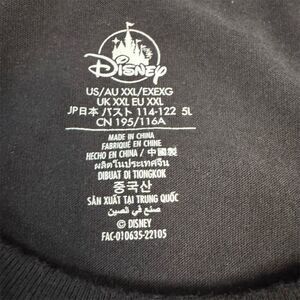 Disney
US/AU XXL/EXEXG
UK XXL EU XXL
JP日本 バスト 114-122 5L
CN 195/116A
MADE IN CHINA
FABRIQUÉ EN CHINE
HECHO EN CHINA / 中國製
ผลิตในประเทศจีน
DIBUAT DI TIONGKOK
중국산
SẢN XUẤT TẠI TRUNG QUỐC
صنع في الصين
© DISNEY
FAC-010635-22105